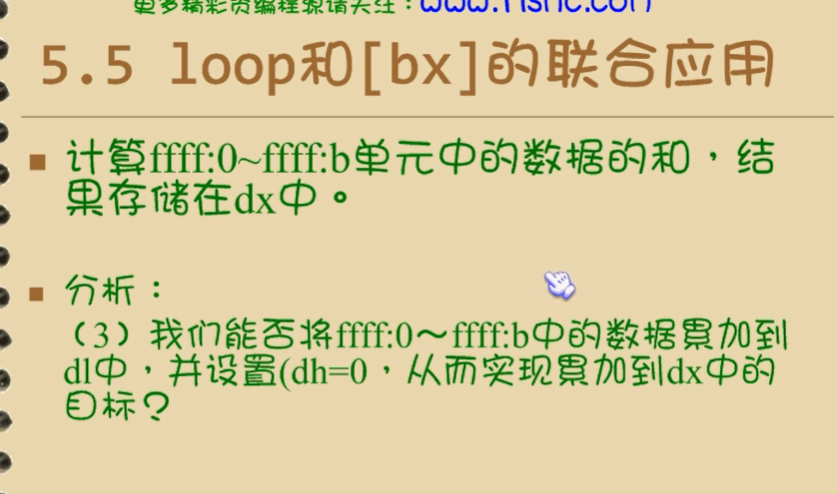 更多精彩资编程邀请关注：www.rishc.com
5.5 loop和[bx]的联合应用
计算ffff:0~ffff:b单元中的数据的和，结
果存储在dx中。
分析：
（3）我们能否将ffff:0～ffff:b中的数据累加到
dl中，并设置(dh=0，从而实现累加到dx中的
目标？